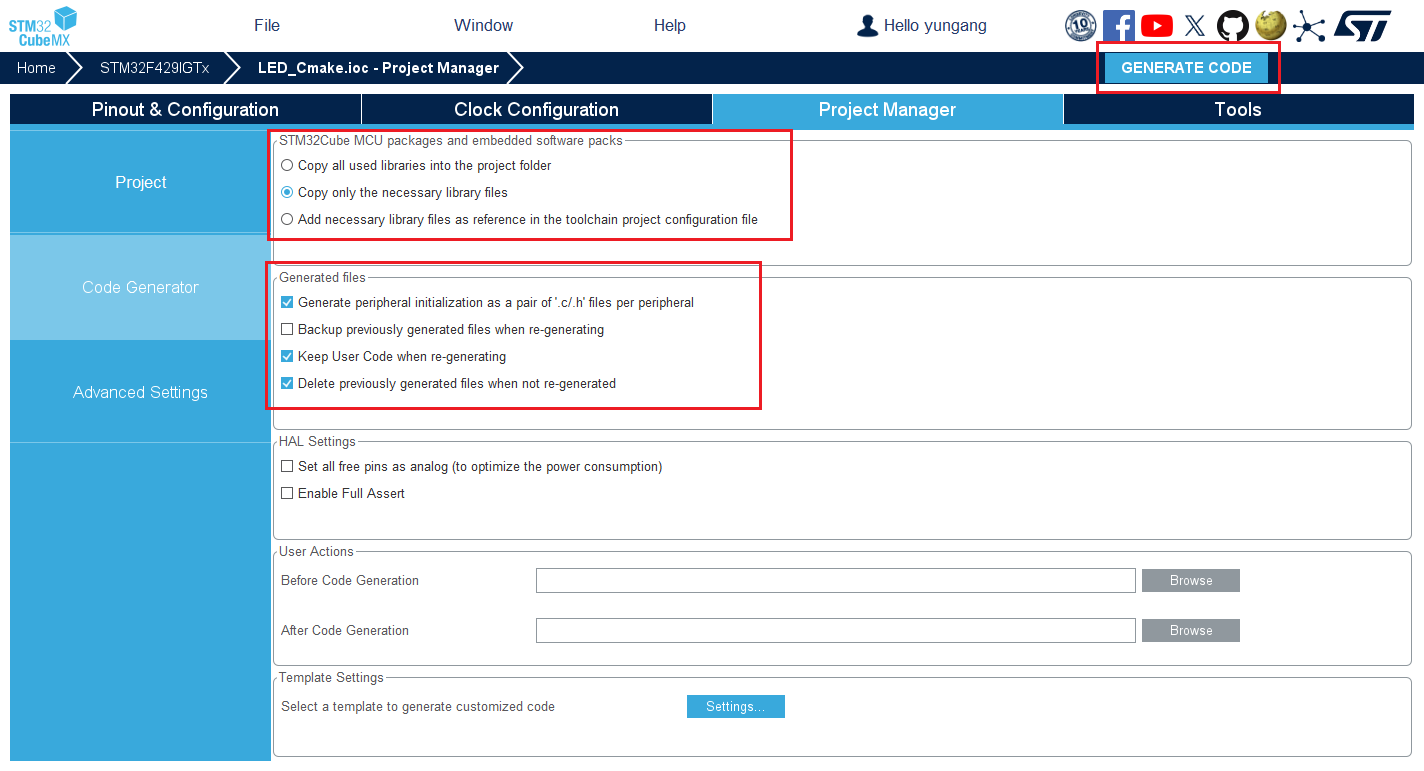 STM32
CubeMX
File
Window
Help
Hello yungang
10
Home
STM32F429IGTx
LED_Cmake.ioc - Project Manager
GENERATE CODE
Pinout & Configuration
Clock Configuration
Project Manager
Tools
Project
Code Generator
Advanced Settings
STM32Cube MCU packages and embedded software packs
Copy all used libraries into the project folder
Copy only the necessary library files
Add necessary library files as reference in the toolchain project configuration file
Generated files
Generate peripheral initialization as a pair of '.c/.h' files per peripheral
Backup previously generated files when re-generating
Keep User Code when re-generating
Delete previously generated files when not re-generated
HAL Settings
Set all free pins as analog (to optimize the power consumption)
Enable Full Assert
User Actions
Before Code Generation
Browse
After Code Generation
Browse
Template Settings
Select a template to generate customized code
Settings...